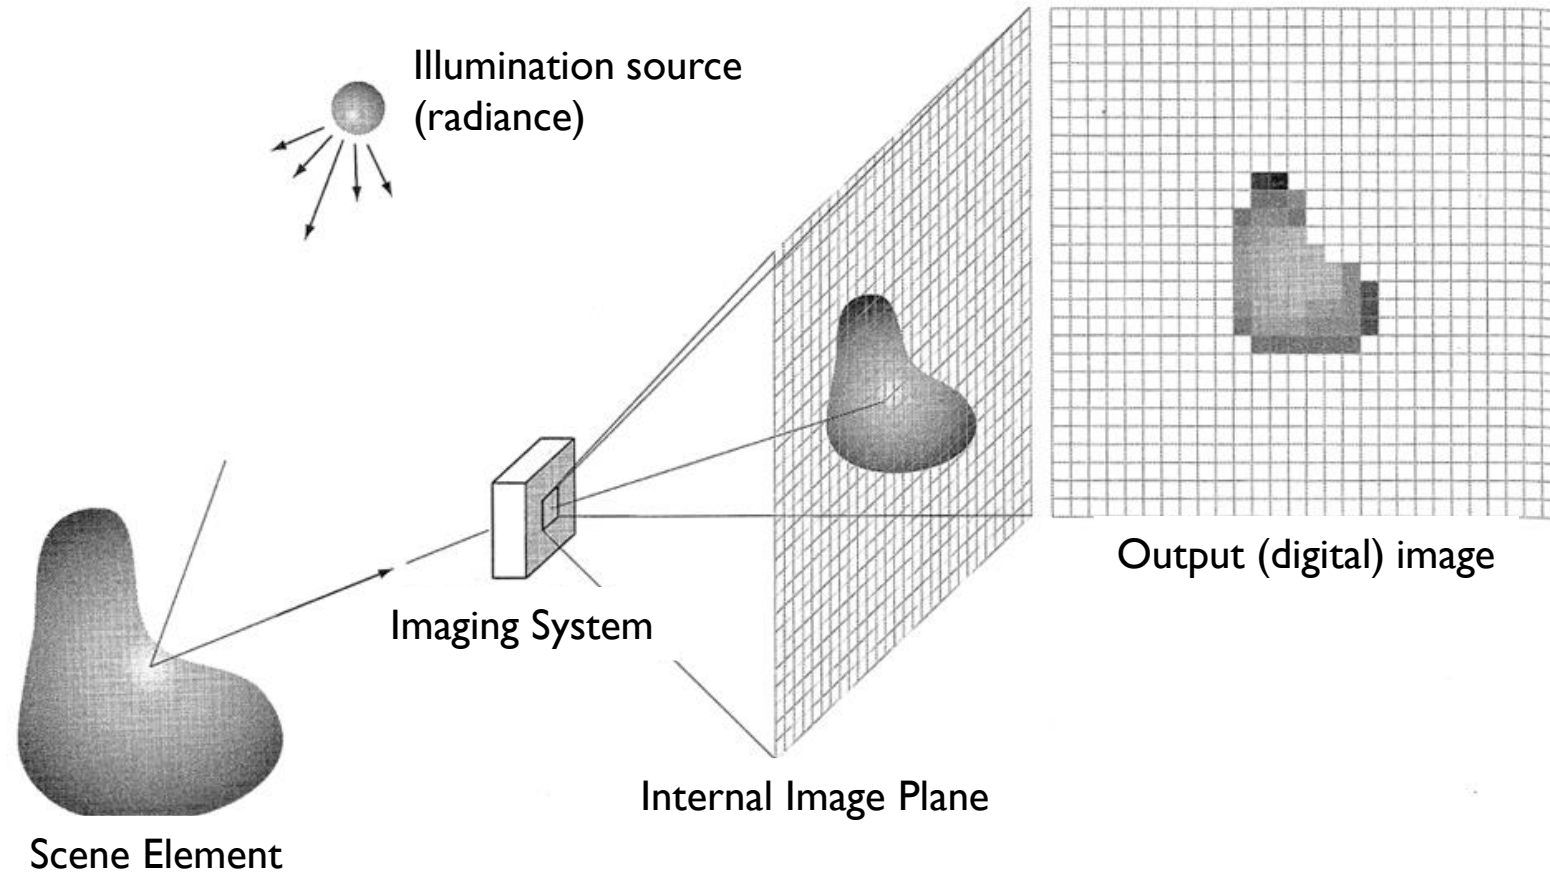 Illumination source
(radiance)
Output (digital) image
Imaging System
Internal Image Plane
Scene Element